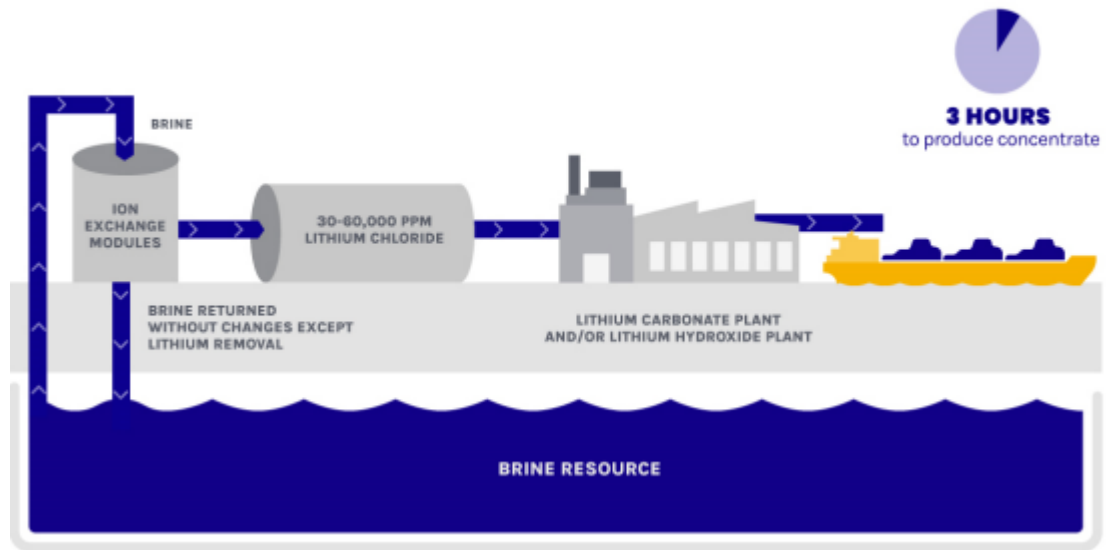 3 HOURS
to produce concentrate
BRINE
ION
EXCHANGE
MODULES
30-60,000 PPM
LITHIUM CHLORIDE
BRINE RETURNED
WITHOUT CHANGES EXCEPT
LITHIUM REMOVAL
LITHIUM CARBONATE PLANT
AND/OR LITHIUM HYDROXIDE PLANT
BRINE RESOURCE